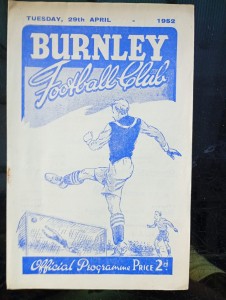 TUESDAY, 29th APRIL 1952
BURNLEY
Football Club
Official Programme PRICE 2d